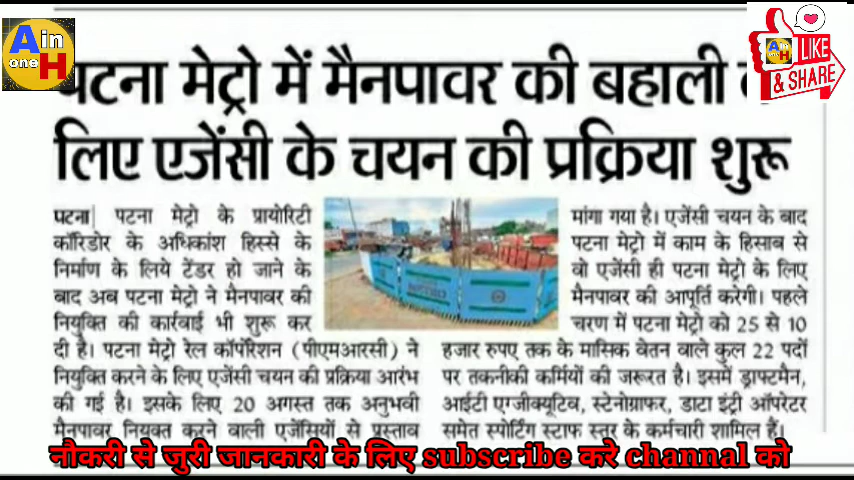 Ain
oneH
LIKE
& SHARE
पटना मेट्रो में मैनपावर की बहाली
लिए एजेंसी के चयन की प्रक्रिया शुरू
पटना| पटना मेट्रो के प्रायोरिटी
कॉरिडोर के अधिकांश हिस्से के
निर्माण के लिये टेंडर हो जाने के
बाद अब पटना मेट्रो ने मैनपावर की
नियुक्ति की कार्रवाई भी शुरू कर
दी है। पटना मेट्रो रेल कॉर्पोरेशन (पीएमआरसी) ने
नियुक्ति करने के लिए एजेंसी चयन की प्रक्रिया आरंभ
की गई है। इसके लिए 20 अगस्त तक अनुभवी
मैनपावर नियुक्त करने वाली एजेंसियों से प्रस्ताव
मांगा गया है। एजेंसी चयन के बाद
पटना मेट्रो में काम के हिसाब से
वो एजेंसी ही पटना मेट्रो के लिए
मैनपावर की आपूर्ति करेगी। पहले
चरण में पटना मेट्रो को 25 से 10
हजार रुपए तक के मासिक वेतन वाले कुल 22 पदों
पर तकनीकी कर्मियों की जरूरत है। इसमें ड्राफ्टमैन,
आईटी एग्जीक्यूटिव, स्टेनोग्राफर, डाटा इंट्री ऑपरेटर
समेत स्पोर्टिंग स्टाफ स्तर के कर्मचारी शामिल हैं।
नौकरी से जुरी जानकारी के लिए subscribe करे channal को